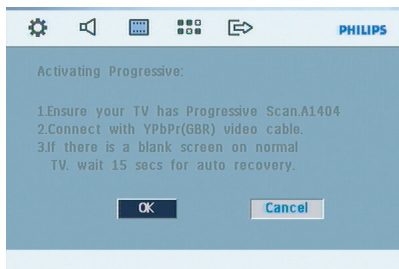 PHILIPS
Activating Progressive:
1.Ensure your TV has Progressive Scan.A1404
2.Connect with YPbPr(GBR) video cable.
3.If there is a blank screen on normal
TV. wait 15 secs for auto recovery.
OK Cancel